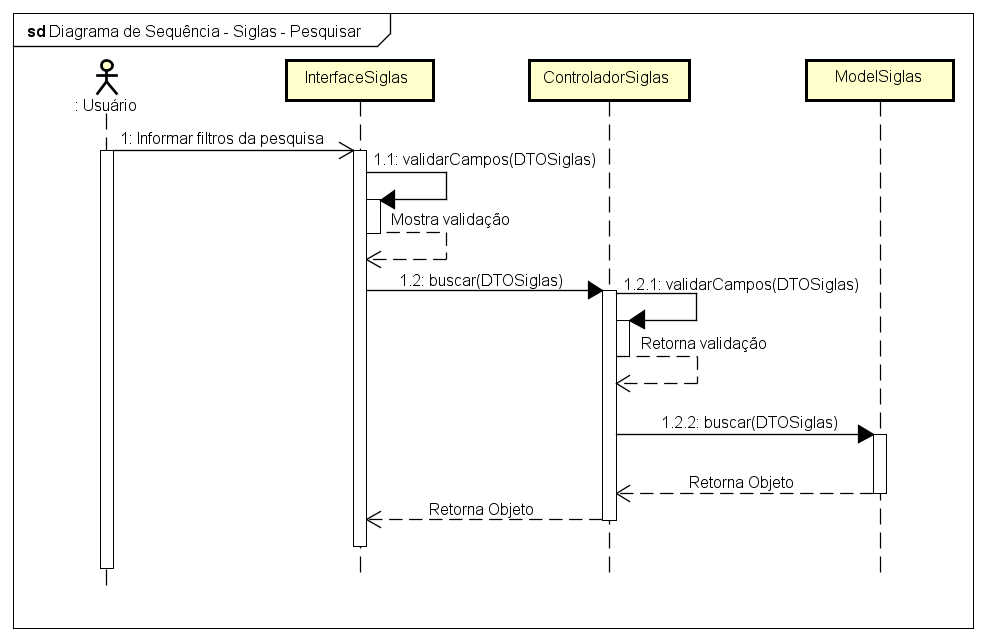 sd Diagrama de Sequência - Siglas - Pesquisar
InterfaceSiglas
ControladorSiglas
ModelSiglas
: Usuário
1: Informar filtros da pesquisa
1.1: validarCampos(DTOSiglas)
Mostra validação
1.2: buscar(DTOSiglas)
1.2.1: validarCampos(DTOSiglas)
Retorna validação
1.2.2: buscar(DTOSiglas)
Retorna Objeto
Retorna Objeto